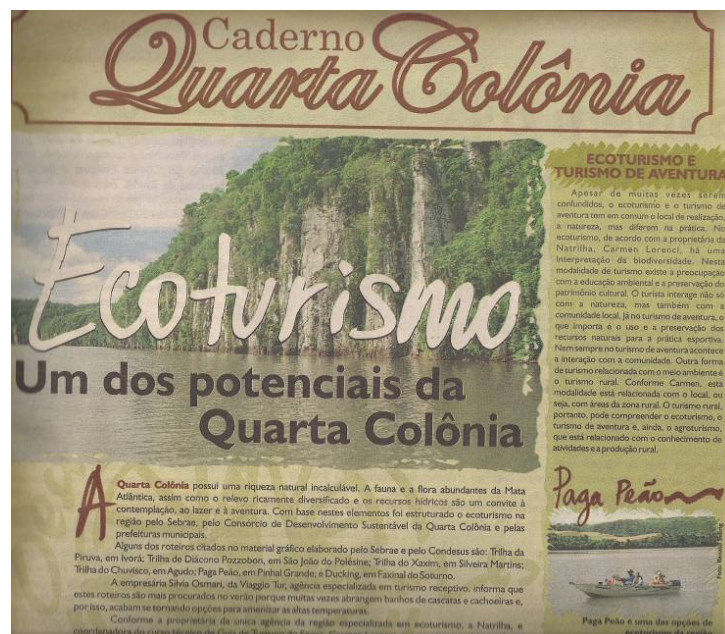 Caderno
Quarta Colônia
Ecoturismo
Um dos potenciais da
Quarta Colônia
A Quarta Colônia possui uma riqueza natural incalculável. A fauna e a flora abundantes da Mata
Atlântica, assim como o relevo ricamente diversificado e os recursos hídricos são um convite à
contemplação, ao lazer e à aventura. Com base nestes elementos foi estruturado o ecoturismo na
região pelo Sebrae, pelo Consórcio de Desenvolvimento Sustentável da Quarta Colônia e pelas
prefeituras municipais.
Alguns dos roteiros citados no material gráfico elaborado pelo Sebrae e pelo Condesus são: Trilha da
Piruva, em Ivorá; Trilha de Diácono Pozzobon, em São João do Polêsine; Trilha do Xaxim, em Silveira Martins;
Trilha do Chuvisco, em Agudo; Paga Peão, em Pinhal Grande; e Ducking, em Faxinal do Soturno.
A empresária Silvia Osmari, da Viaggio Tur, agência especializada em turismo receptivo, informa que
estes roteiros são mais procurados no verão porque muitas vezes abrangem banhos de cascatas e cachoeiras e,
por isso, acabam se tornando opções para amenizar as altas temperaturas.
Conforme a proprietária da única agência da região especializada em ecoturismo, a Natrilha, e
ECOTURISMO E
TURISMO DE AVENTURA
Apesar de muitas vezes serem
confundidos, o ecoturismo e o turismo de
aventura tem em consum o local de realização,
a natureza, mas diferem na prática. No
ecoturismo, de acordo com a proprietária da
Natrilha, Carmen Lorenci, há uma
interpretação da biodiversidade. Nesta
modalidade de turismo existe a preocupação
com a educação ambiental e a preservação do
patrimônio cultural. O turista interage não só
com a natureza, mas também com a
comunidade local. Já no turismo de aventura, o
que importa é o uso e a preservação dos
recursos naturais para a prática esportiva.
Nem sempre no turismo de aventura acontece
a interação com a comunidade. Outra forma
de turismo relacionada com o meio ambiente é
o turismo rural. Conforme Carmen, esta
modalidade está relacionada com o local, ou
seja, com áreas da zona rural. O turismo rural,
portanto, pode compreender o ecoturismo, o
turismo de aventura e, ainda, o agroturismo,
que está relacionado com o conhecimento de
atividades e a produção rural.
Paga Peão
Paga Peão é uma das opções de